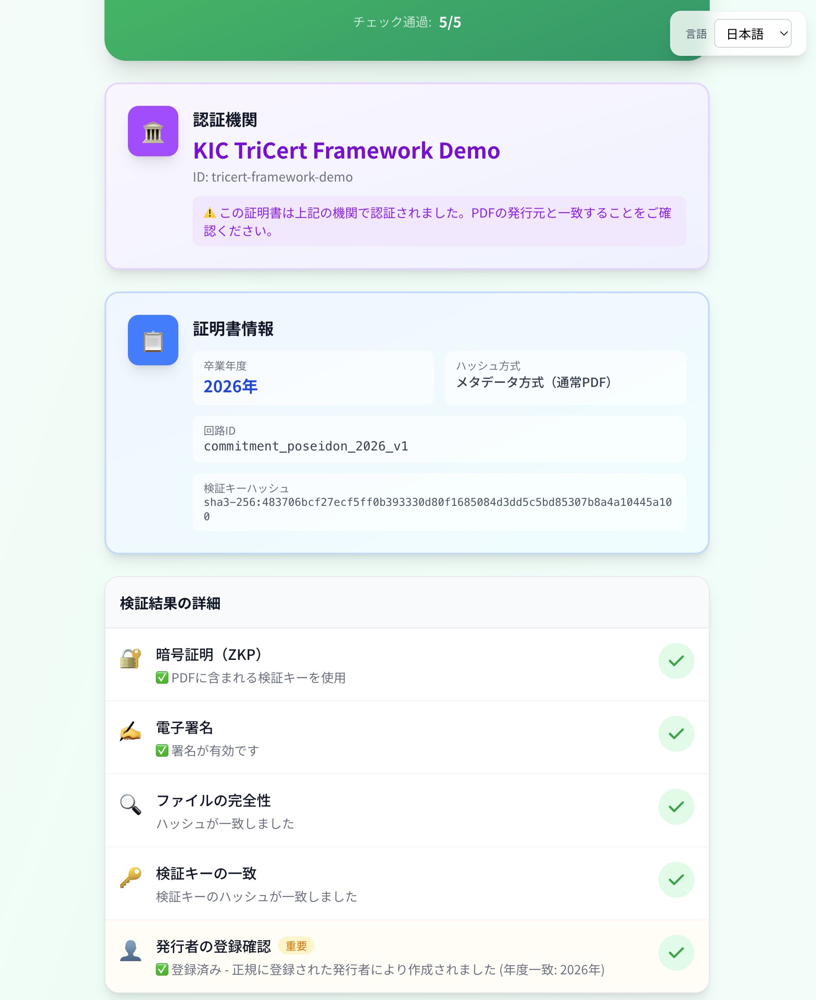 チェック通過: 5/5
言語 日本語
認証機関
KIC TriCert Framework Demo
ID: tricert-framework-demo
⚠️ この証明書は上記の機関で認証されました。PDFの発行元と一致することをご確
認ください。
証明書情報
卒業年度
2026年
ハッシュ方式
メタデータ方式（通常PDF）
回路ID
commitment_poseidon_2026_v1
検証キーハッシュ
sha3-256:483706bcf27ecf5ff0b393330d80f1685084d3dd5c5bd85307b8a4a10445a10
0
検証結果の詳細
暗号証明（ZKP）
✅ PDFに含まれる検証キーを使用
電子署名
✅ 署名が有効です
ファイルの完全性
ハッシュが一致しました
検証キーの一致
検証キーのハッシュが一致しました
発行者の登録確認 重要
✅ 登録済み - 正規に登録された発行者により作成されました (年度一致: 2026年)